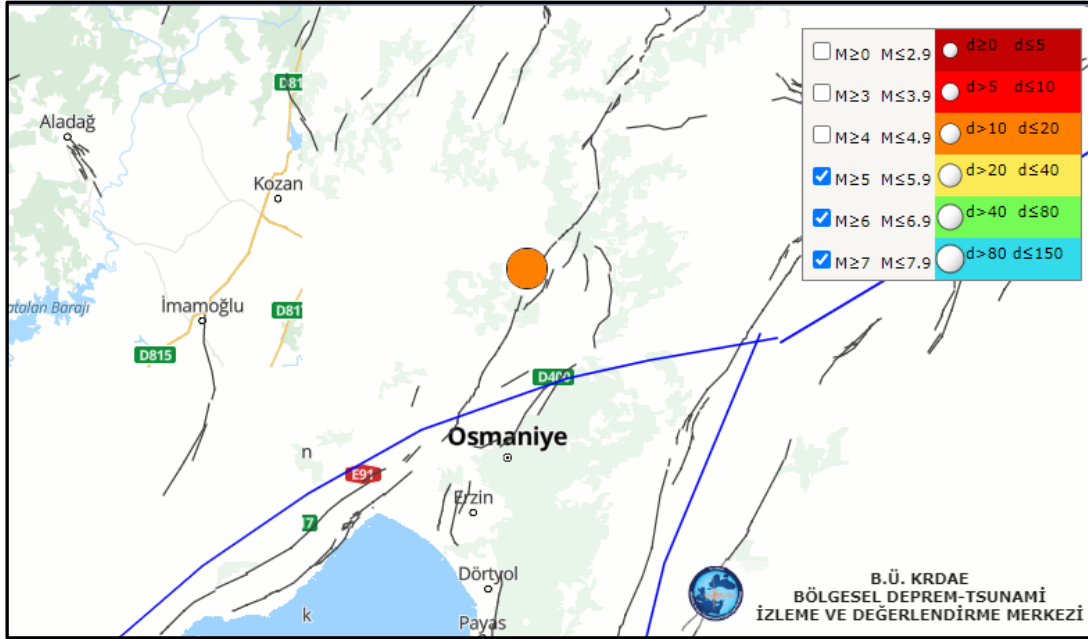 M≥0 M≤2.9 d≥0 d≤5
M≥3 M≤3.9 d>5 d≤10
M≥4 M≤4.9 d>10 d≤20
M≥5 M≤5.9 d>20 d≤40
M≥6 M≤6.9 d>40 d≤80
M≥7 M≤7.9 d>80 d≤150
D81
Aladağ
Kozan
İmamoğlu
atalan Barajı
D81
D815
D400
Osmaniye
n
E91
Erzin
7
Dörtyol
k
Payas
B.Ü. KRDAE
BÖLGESEL DEPREM-TSUNAMİ
İZLEME VE DEĞERLENDİRME MERKEZİ